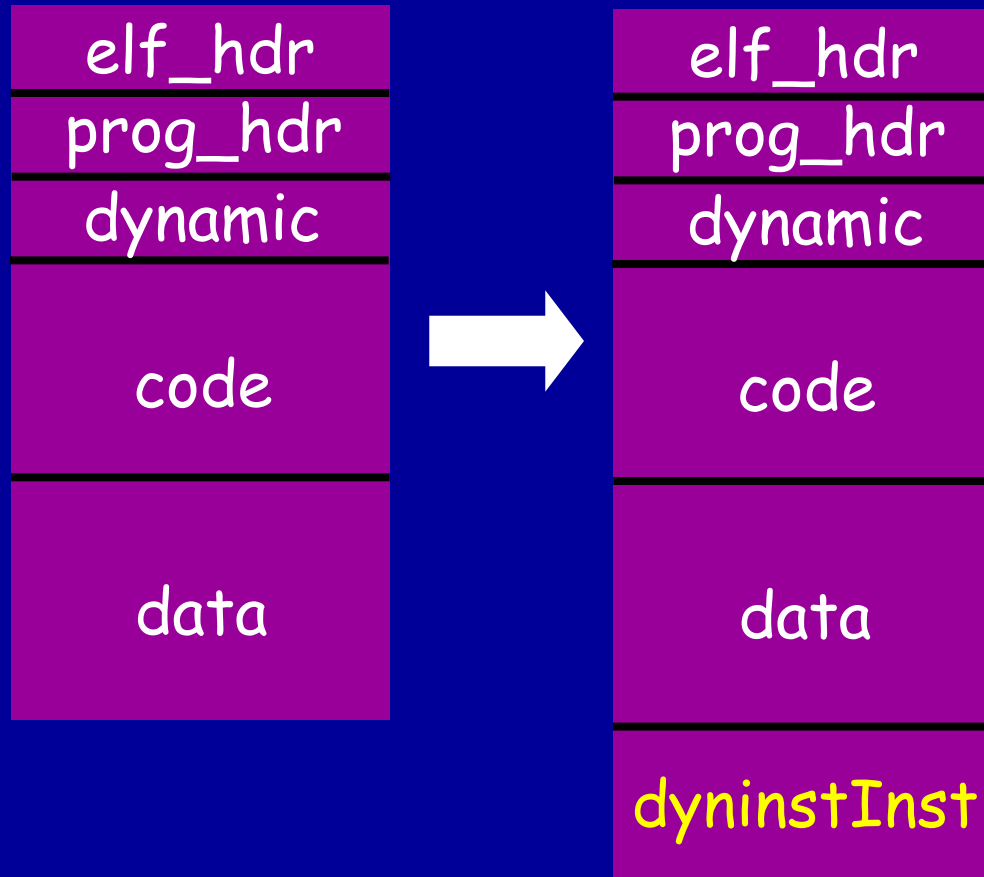 elf_hdr
prog_hdr
dynamic
code
data
elf_hdr
prog_hdr
dynamic
code
data
dyninstInst